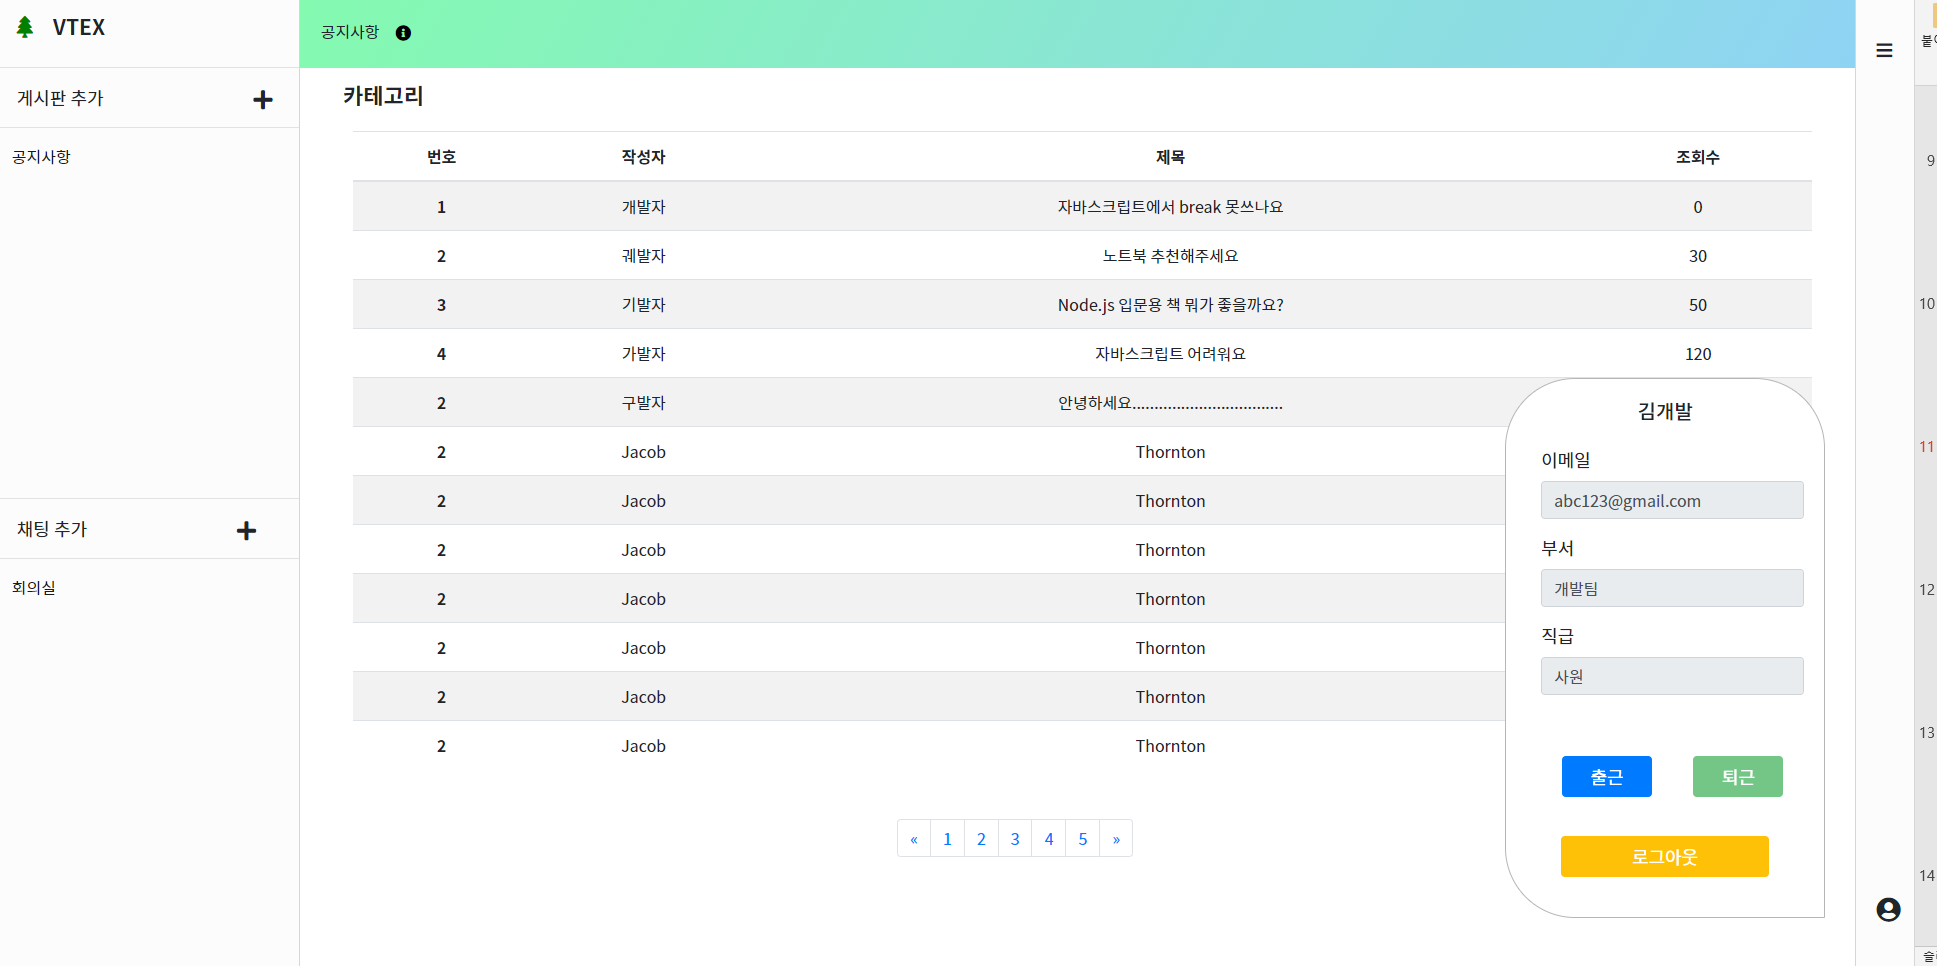 VTEX
게시판 추가
공지사항
채팅 추가
회의실
공지사항
카테고리
번호 작성자 제목 조회수
1 개발자 자바스크립트에서 break 못쓰나요 0
2 궤발자 노트북 추천해주세요 30
3 기발자 Node.js 입문용 책 뭐가 좋을까요? 50
4 가발자 자바스크립트 어려워요 120
2 구발자 안녕하세요..................................
2 Jacob Thornton
2 Jacob Thornton
2 Jacob Thornton
2 Jacob Thornton
2 Jacob Thornton
2 Jacob Thornton
2 Jacob Thornton
« 1 2 3 4 5 »
김개발
이메일
abc123@gmail.com
부서
개발팀
직급
사원
출근 퇴근
로그아웃
9
10
11
12
13
14